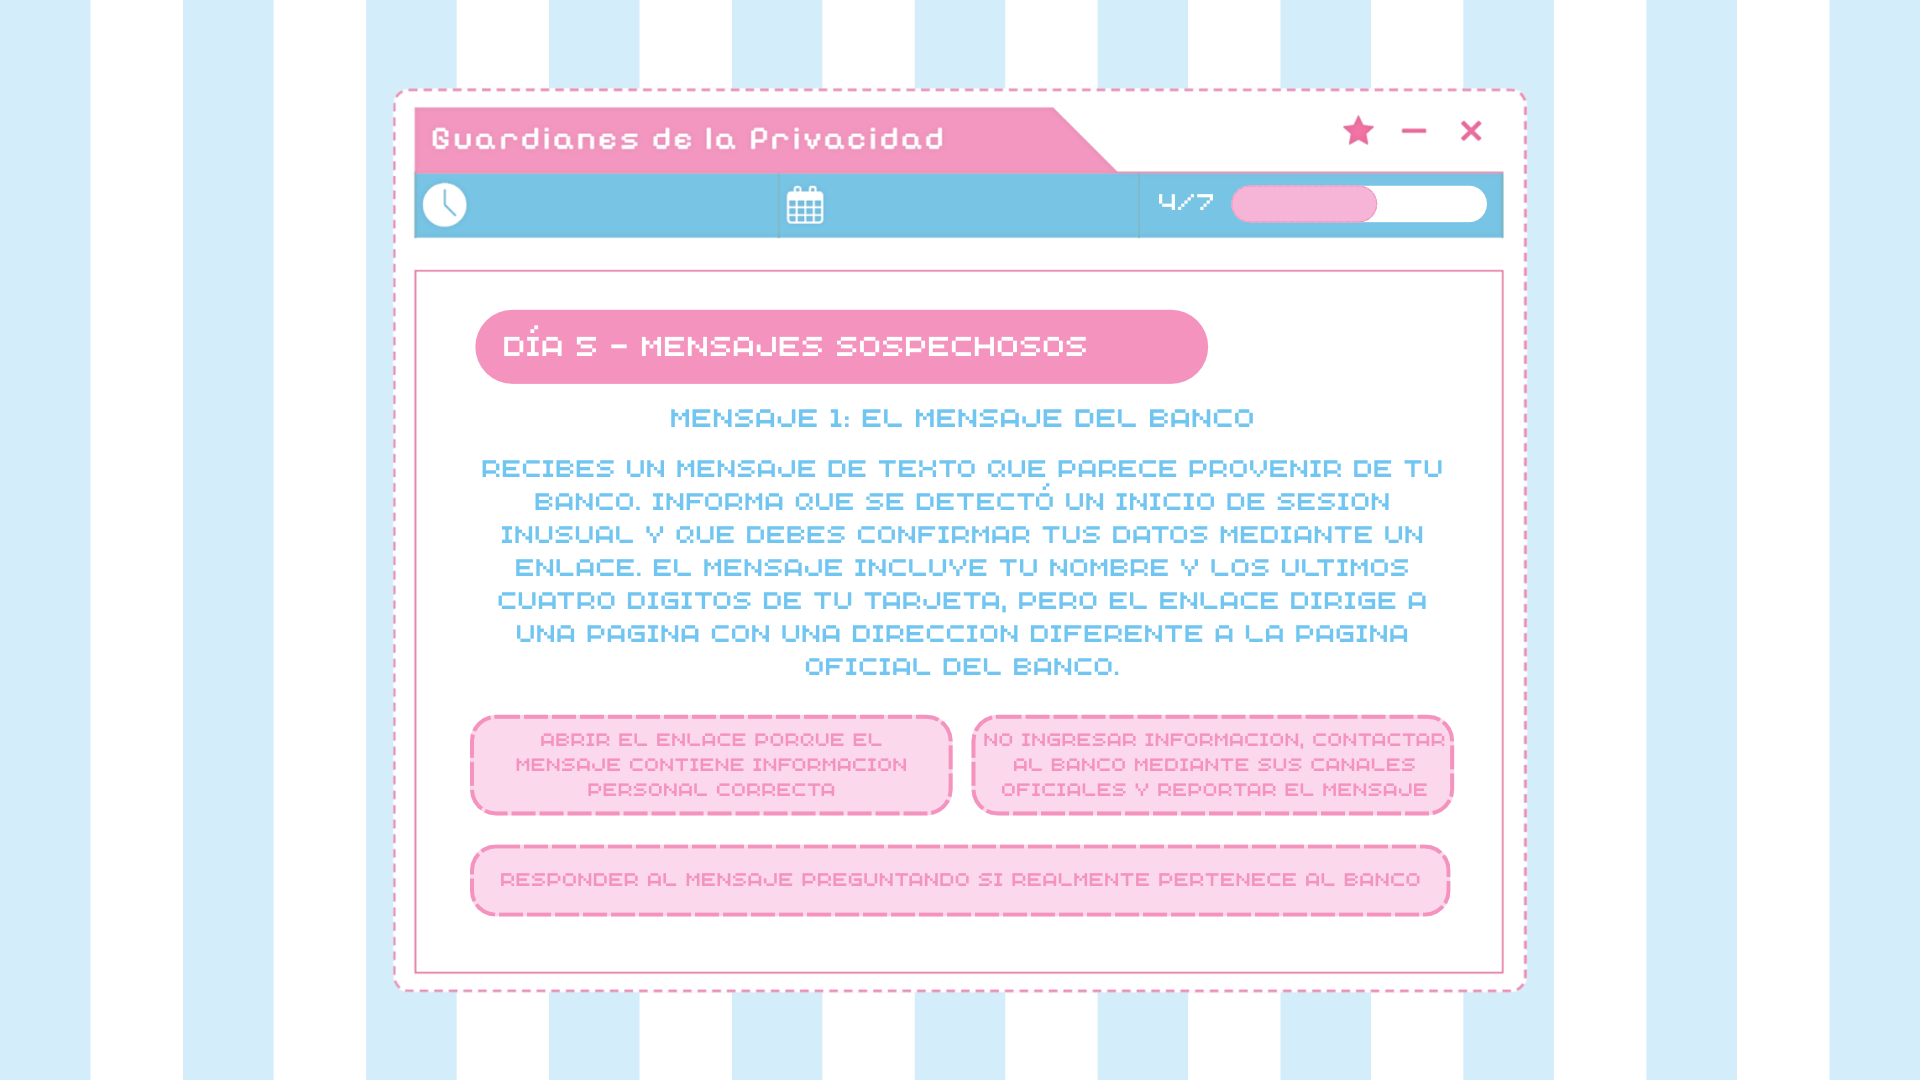 Guardianes de la Privacidad
4/7
DÍA 5 - MENSAJES SOSPECHOSOS
MENSAJE 1: EL MENSAJE DEL BANCO
RECIBES UN MENSAJE DE TEXTO QUE PARECE PROVENIR DE TU
BANCO. INFORMA QUE SE DETECTÓ UN INICIO DE SESION
INUSUAL Y QUE DEBES CONFIRMAR TUS DATOS MEDIANTE UN
ENLACE. EL MENSAJE INCLUYE TU NOMBRE Y LOS ULTIMOS
CUATRO DIGITOS DE TU TARJETA, PERO EL ENLACE DIRIGE A
UNA PAGINA CON UNA DIRECCION DIFERENTE A LA PAGINA
OFICIAL DEL BANCO.
ABRIR EL ENLACE PORQUE EL
MENSAJE CONTIENE INFORMACION
PERSONAL CORRECTA
NO INGRESAR INFORMACION, CONTACTAR
AL BANCO MEDIANTE SUS CANALES
OFICIALES Y REPORTAR EL MENSAJE
RESPONDER AL MENSAJE PREGUNTANDO SI REALMENTE PERTENECE AL BANCO